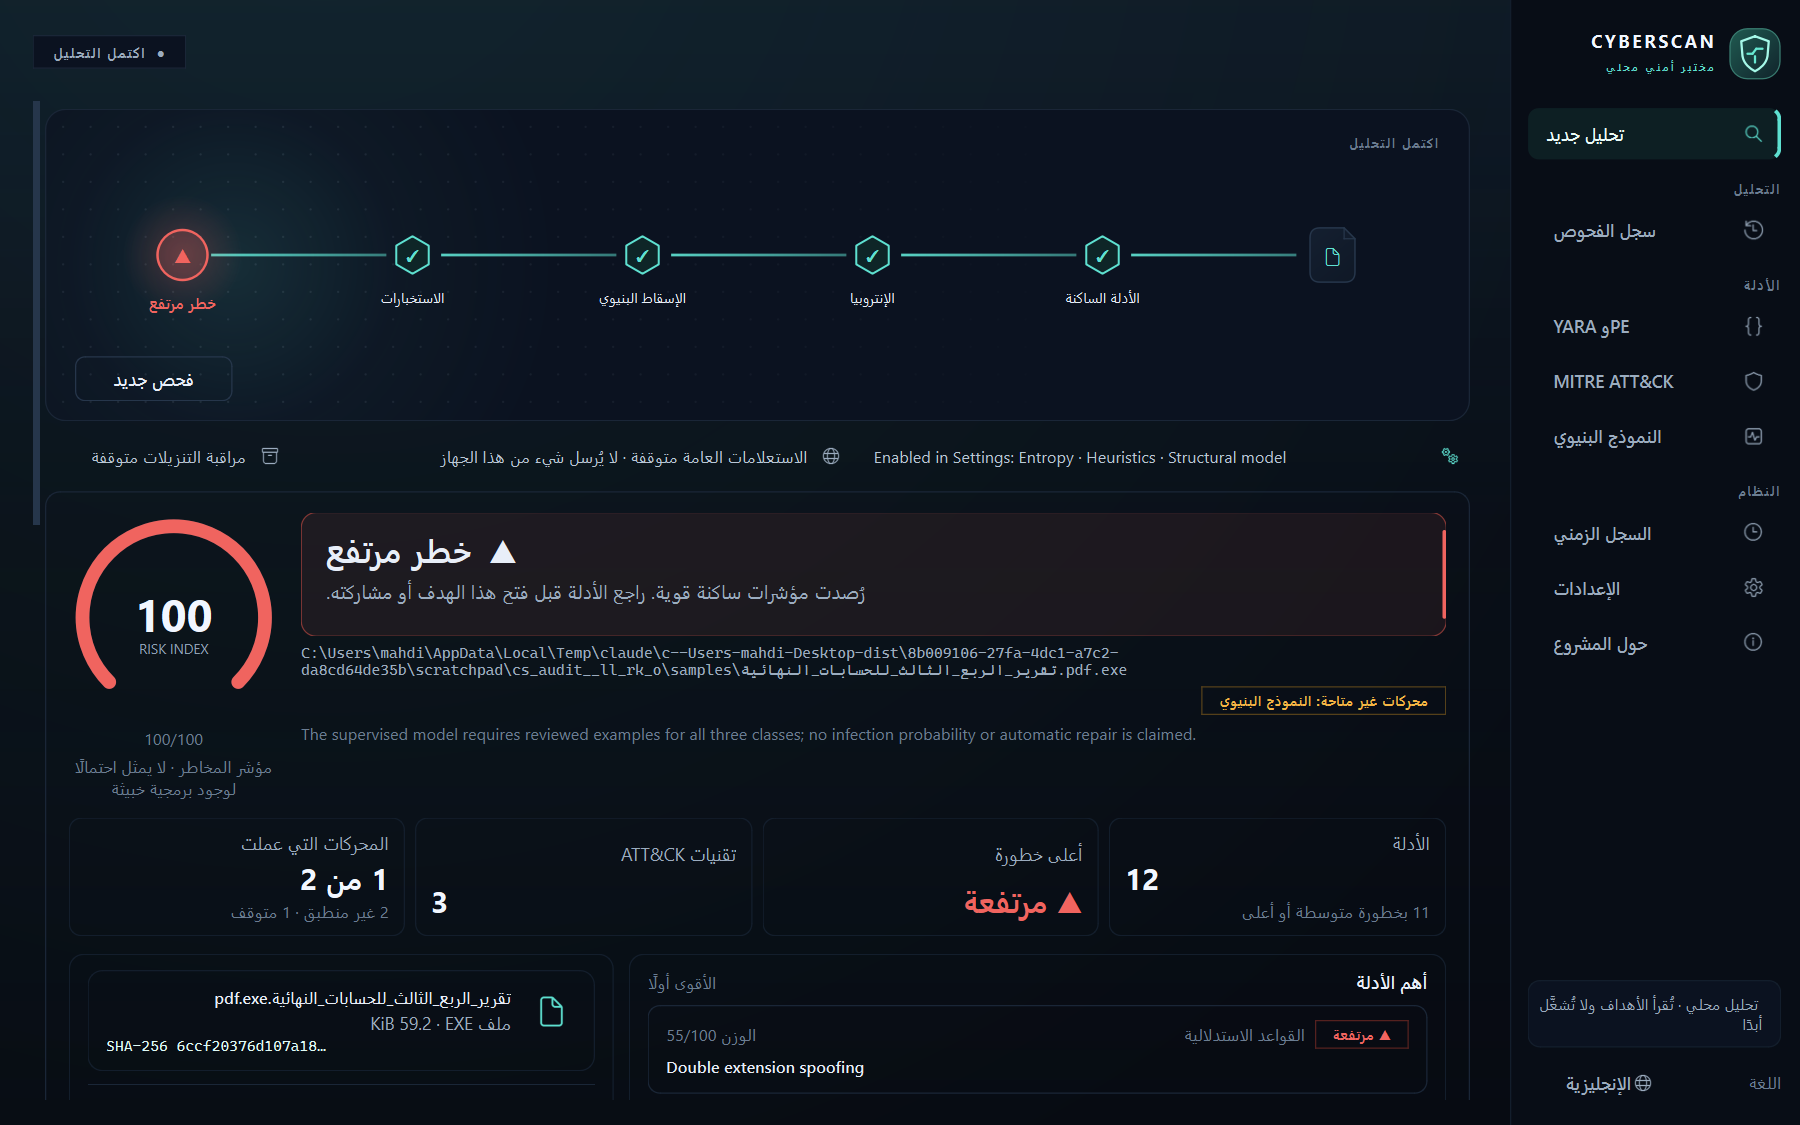 CYBERSCAN
مختبر أمني محلي
تحليل جديد
التحليل
سجل الفحوص
الأدلة
YARA وPE
MITRE ATT&CK
النموذج البنيوي
النظام
السجل الزمني
الإعدادات
حول المشروع
تحليل محلي · تُقرأ الأهداف ولا تُشغَّل
أبدًا
اللغة
الإنجليزية
● اكتمل التحليل
اكتمل التحليل
الأدلة الساكنة
الإنتروبيا
الإسقاط البنيوي
الاستخبارات
خطر مرتفع
فحص جديد
Enabled in Settings: Entropy · Heuristics · Structural model
الاستعلامات العامة متوقفة · لا يُرسل شيء من هذا الجهاز
مراقبة التنزيلات متوقفة
▲ خطر مرتفع
رُصدت مؤشرات ساكنة قوية. راجع الأدلة قبل فتح هذا الهدف أو مشاركته.
C:\Users\mahdi\AppData\Local\Temp\claude\c--Users-mahdi-Desktop-dist\8b009106-27fa-4dc1-a7c2-
da8cd64de35b\scratchpad\cs_audit__ll_rk_o\samples\تقرير_الربع_الثالث_للحسابات_النهائية.pdf.exe
محركات غير متاحة: النموذج البنيوي
The supervised model requires reviewed examples for all three classes; no infection probability or automatic repair is claimed.
100
RISK INDEX
100/100
مؤشر المخاطر · لا يمثل احتمالًا
لوجود برمجية خبيثة
الأدلة
12
11 بخطورة متوسطة أو أعلى
أعلى خطورة
▲ مرتفعة
تقنيات ATT&CK
3
المحركات التي عملت
1 من 2
2 غير منطبق · 1 متوقف
أهم الأدلة
الأقوى أولًا
▲ مرتفعة
القواعد الاستدلالية
الوزن 55/100
Double extension spoofing
تقرير_الربع_الثالث_للحسابات_النهائية.pdf.exe
ملف EXE · 59.2 KiB
SHA-256 6ccf20376d107a18…